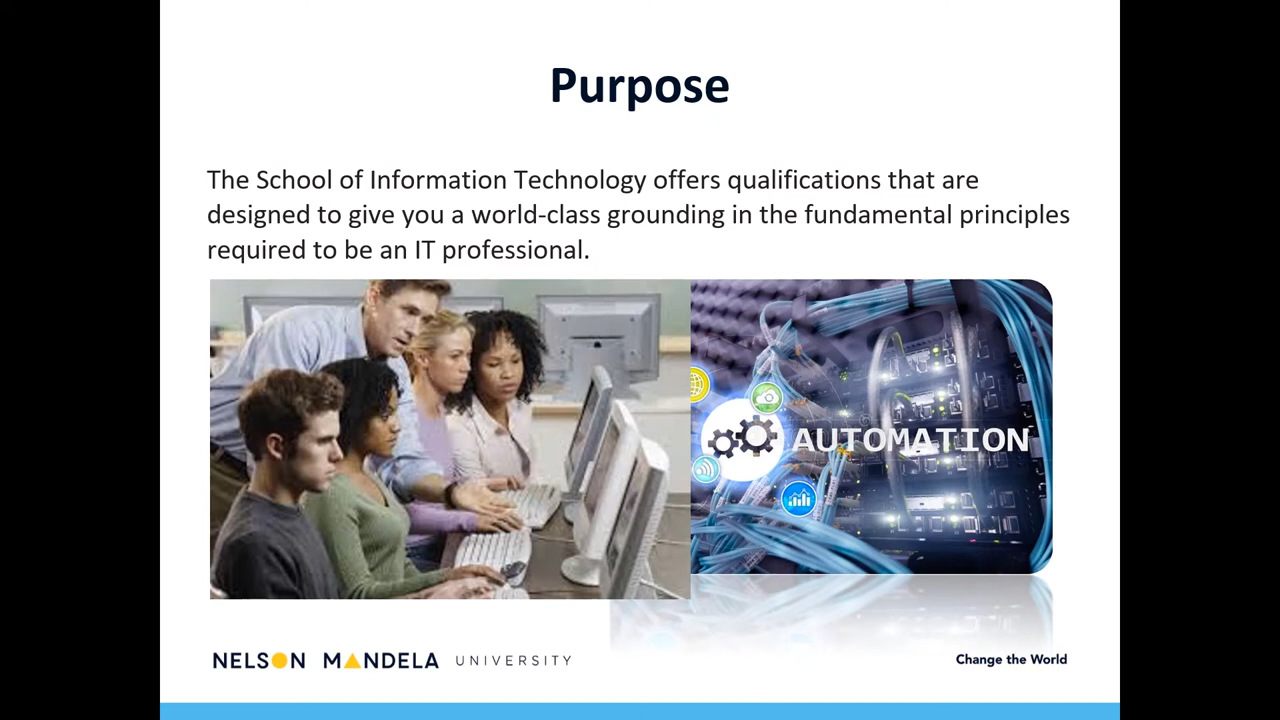 Purpose
The School of Information Technology offers qualifications that are
designed to give you a world-class grounding in the fundamental principles
required to be an IT professional.
AUTOMATION
NELSON MANDELA UNIVERSITY
Change the World